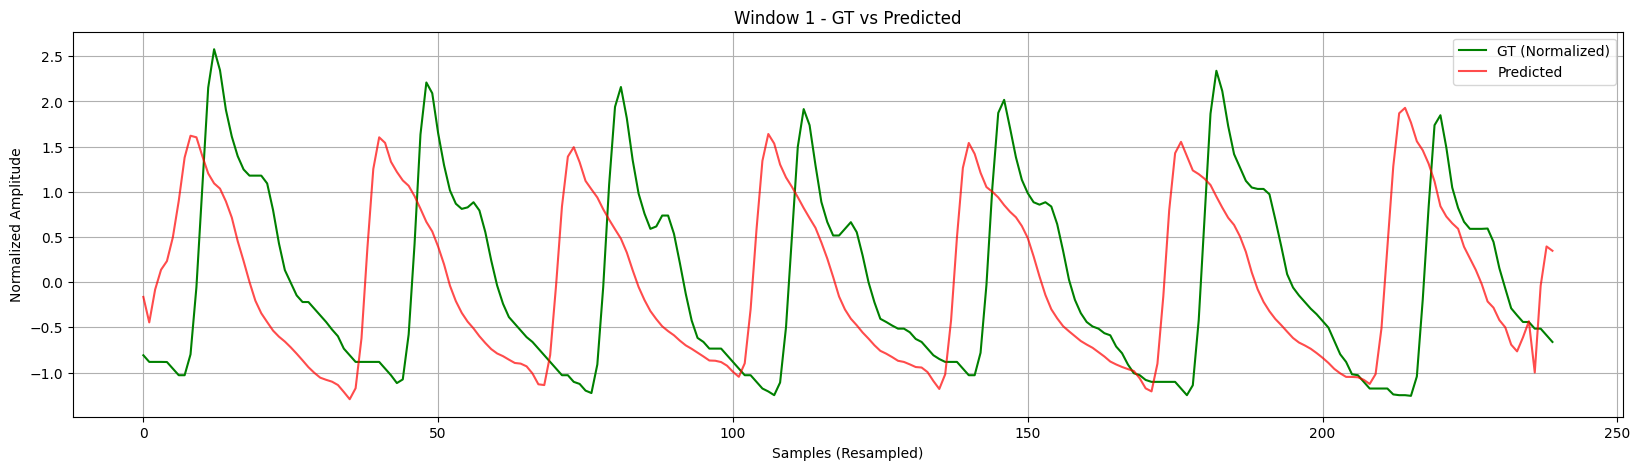 Window 1 - GT vs Predicted
GT (Normalized)
Predicted
Normalized Amplitude
2.5
2.0
1.5
1.0
0.5
0.0
−0.5
−1.0
0
50
100
150
200
250
Samples (Resampled)